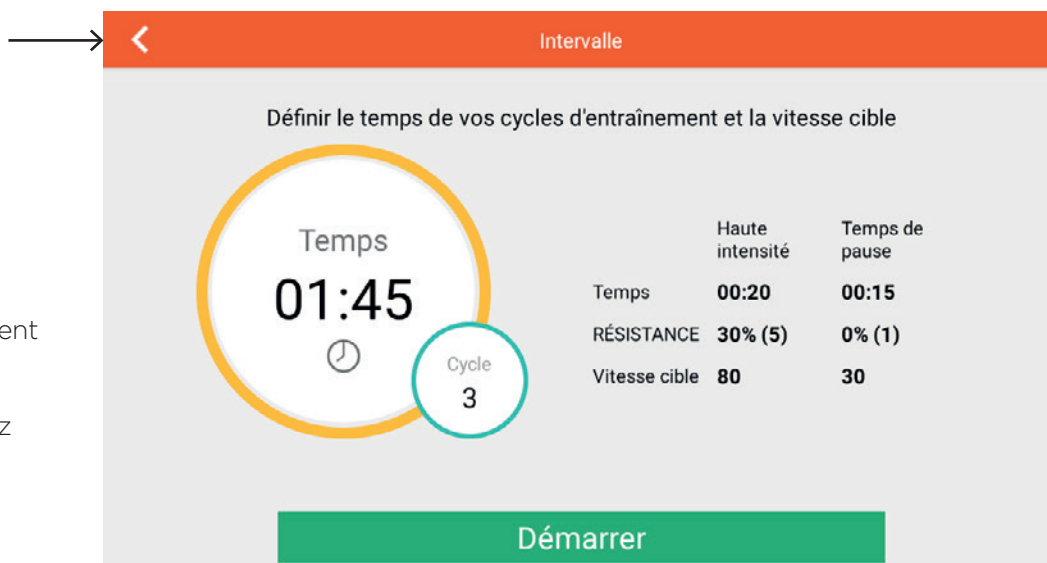 Intervalle
Définir le temps de vos cycles d'entraînement et la vitesse cible
Temps
01:45
Cycle
3
Haute intensité
Temps de pause
Temps 00:20 00:15
RÉSISTANCE 30% (5) 0% (1)
Vitesse cible 80 30
ent
z
Démarrer